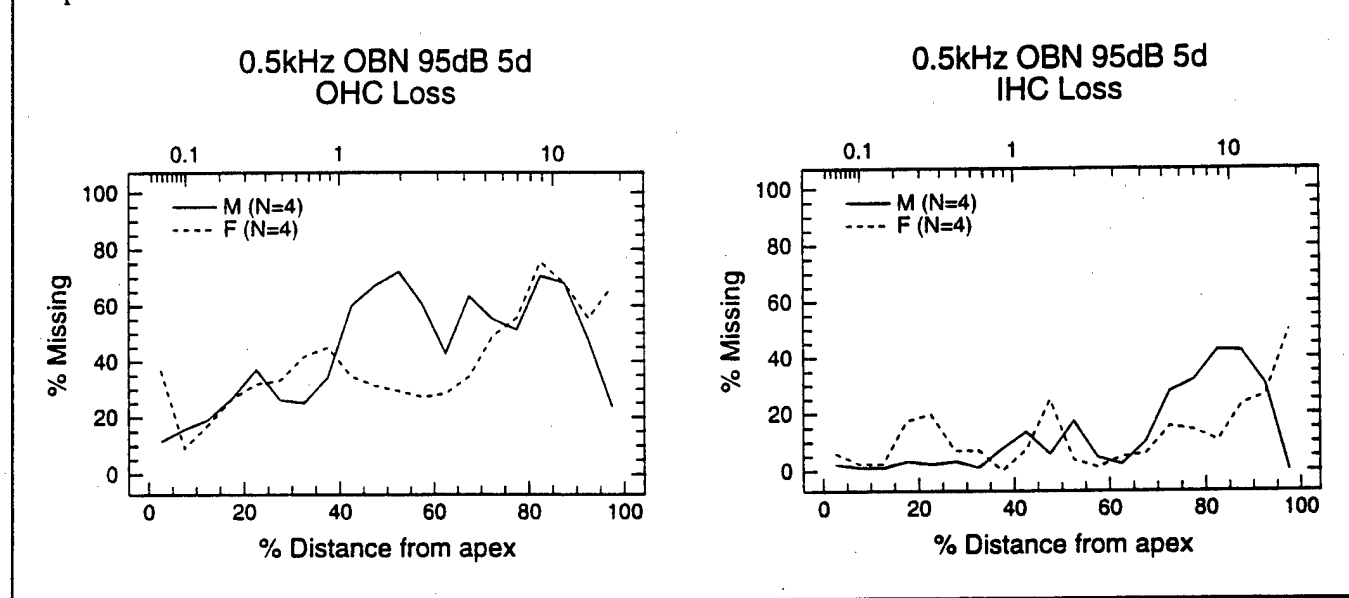 0.5kHz OBN 95dB 5d
OHC Loss
0.1 1 10
100
80
60
40
20
0
M (N=4)
F (N=4)
% Missing
0 20 40 60 80 100
% Distance from apex
0.5kHz OBN 95dB 5d
IHC Loss
0.1 1 10
100
80
60
40
20
0
M (N=4)
F (N=4)
% Missing
0 20 40 60 80 100
% Distance from apex